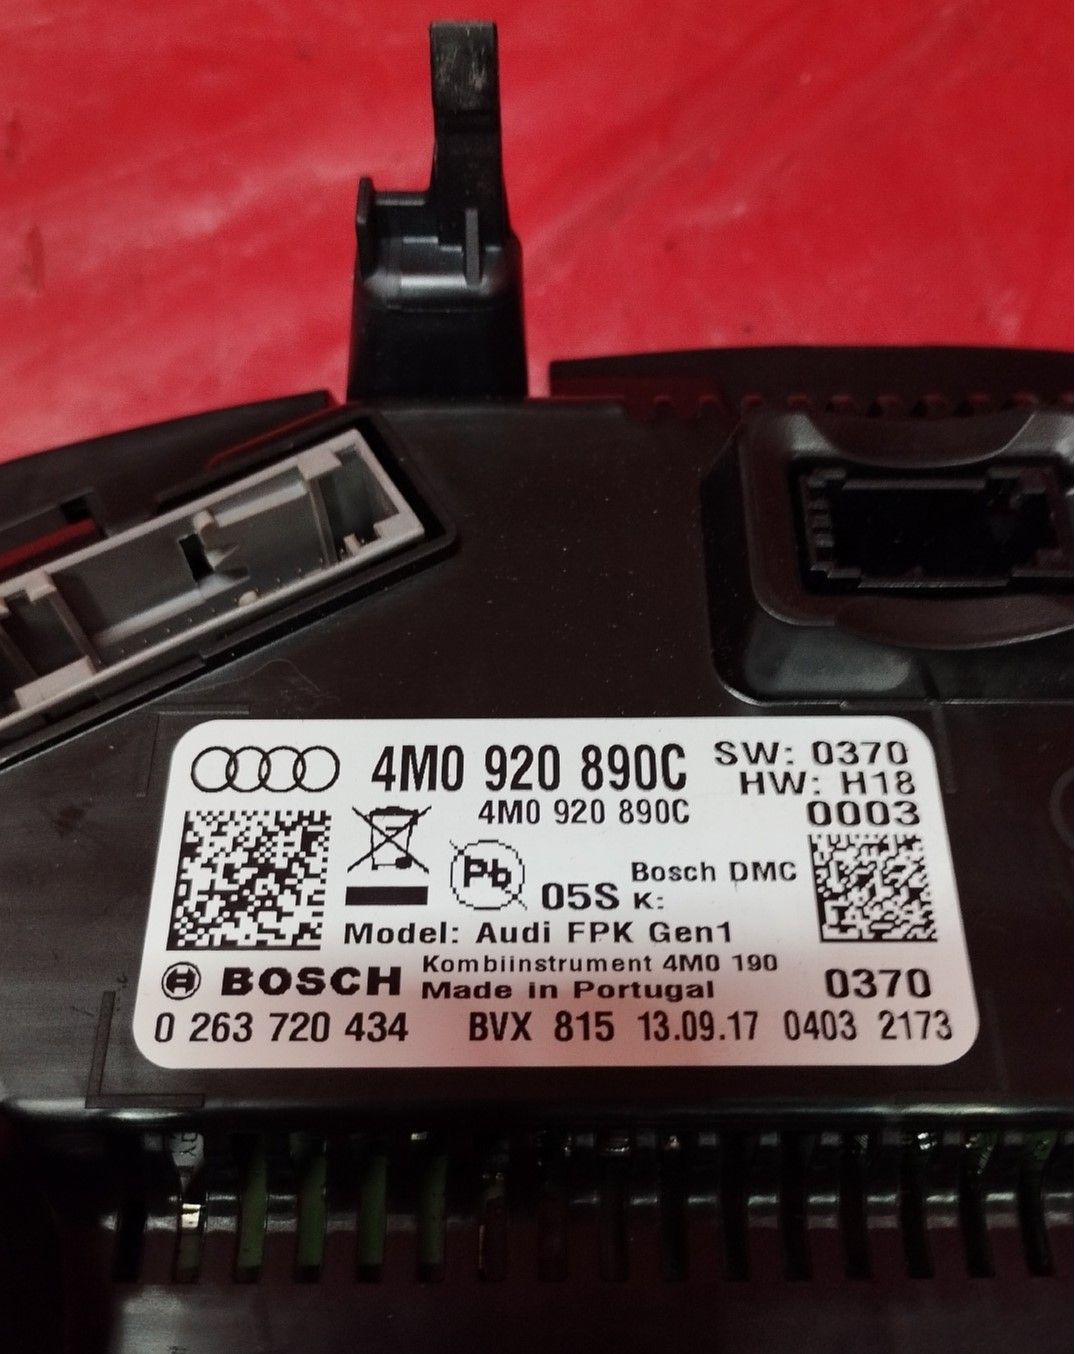 4M0 920 890C SW: 0370
HW: H18
4M0 920 890C 0003
Pb 05S Bosch DMC
K:
Model: Audi FPK Gen1
BOSCH Kombiinstrument 4M0 190
Made in Portugal 0370
0 263 720 434 BVX 815 13.09.17 0403 2173